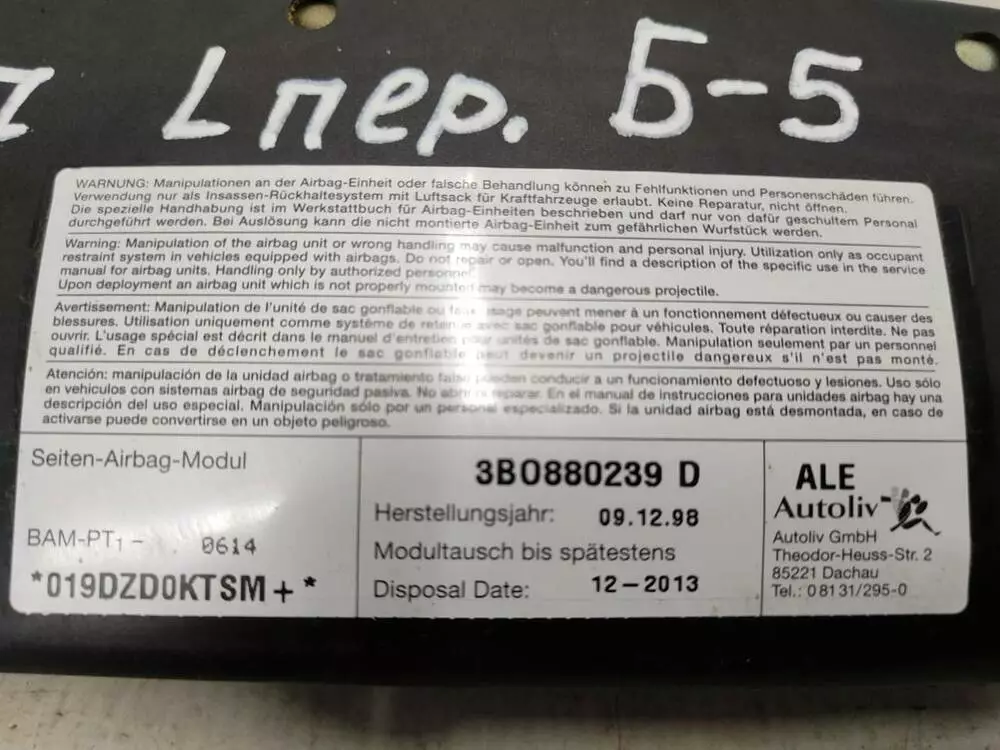 L пер. Б-5
WARNUNG: Manipulationen an der Airbag-Einheit oder falsche Behandlung können zu Fehlfunktionen und Personenschäden führen.
Verwendung nur als Insassen-Rückhaltesystem mit Luftsack für Kraftfahrzeuge erlaubt. Keine Reparatur, nicht öffnen.
Die spezielle Handhabung ist im Werkstattbuch für Airbag-Einheiten beschrieben und darf nur von dafür geschultem Personal
durchgeführt werden. Bei Auslösung kann die nicht montierte Airbag-Einheit zum gefährlichen Wurfstück werden.
Warning: Manipulation of the airbag unit or wrong handling may cause malfunction and personal injury. Utilization only as occupant
restraint system in vehicles equipped with airbags. Do not repair or open. You'll find a description of the specific use in the service
manual for airbag units. Handling only by authorized personnel.
Upon deployment an airbag unit which is not properly mounted may become a dangerous projectile.
Avertissement: Manipulation de l'unité de sac gonflable ou faux usage peuvent mener à un fonctionnement défectueux ou causer des
blessures. Utilisation uniquement comme système de retenue avec sac gonflable pour véhicules. Toute réparation interdite. Ne pas
ouvrir. L'usage spécial est décrit dans le manuel d'entretien pour unités de sac gonflable. Manipulation seulement par un personnel
qualifié. En cas de déclenchement le sac gonflable peut devenir un projectile dangereux s'il n'est pas monté.
Atención: manipulación de la unidad airbag o tratamiento falso pueden conducir a un funcionamiento defectuoso y lesiones. Uso sólo
en vehiculos con sistemas airbag de seguridad pasiva. No abrir ni reparar. En el manual de instrucciones para unidades airbag hay una
descripción del uso especial. Manipulación sólo por un personal especializado. Si la unidad airbag está desmontada, en caso de
activarse puede convertirse en un objeto peligroso.
Seiten-Airbag-Modul
BAM-PT1 - 0614
*019DZD0KTSM+*
3B0880239 D
Herstellungsjahr: 09.12.98
Modultausch bis spätestens
Disposal Date: 12-2013
ALE
Autoliv
Autoliv GmbH
Theodor-Heuss-Str. 2
85221 Dachau
Tel.: 0 81 31/295-0